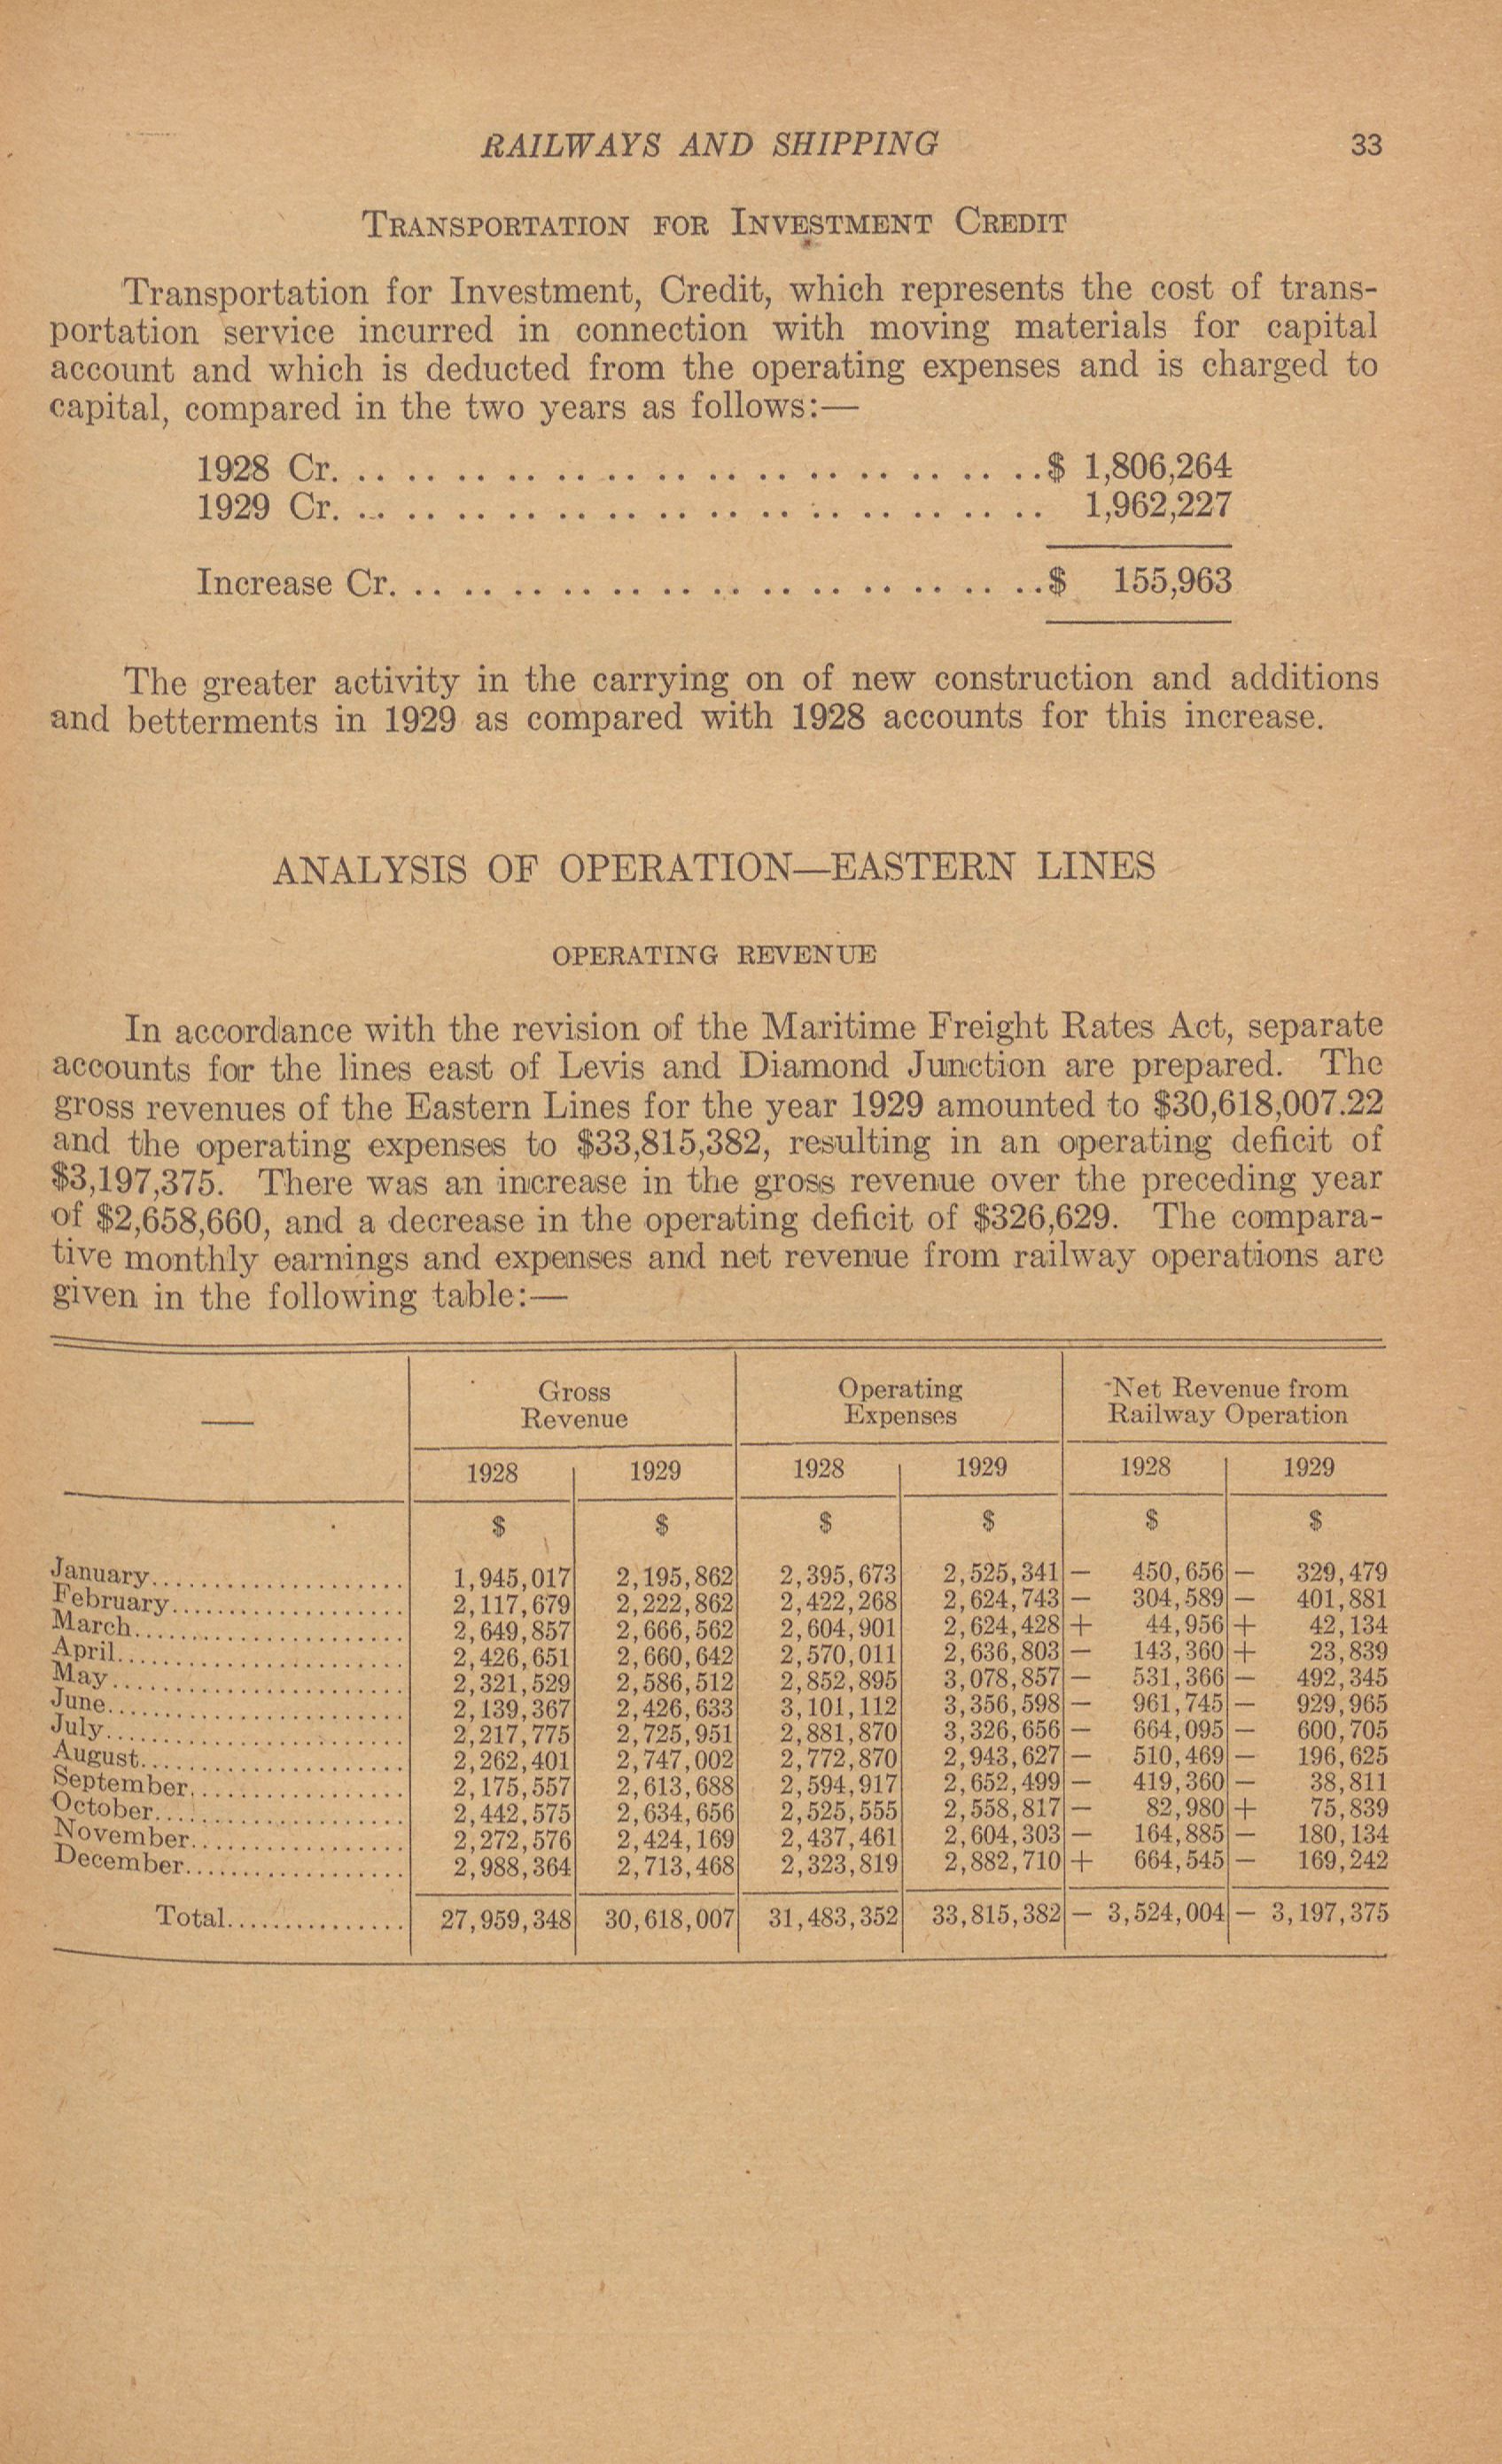 RAILWAYS AND SHIPPING 33
TRANSPORTATION FOR INVESTMENT CREDIT
Transportation for Investment, Credit, which represents the cost of trans-
portation service incurred in connection with moving materials for capital
account and which is deducted from the operating expenses and is charged to
capital, compared in the two years as follows:—
1928 Cr. . . . . . . . . . . . . . . . . . . . . . . . . . . . . .$ 1,806,264
1929 Cr. . . . . . . . . . . . . . . . . . . . . . . . . . . . . . 1,962,227
Increase Cr. . . . . . . . . . . . . . . . . . . . . . . . . . . .$ 155,963
The greater activity in the carrying on of new construction and additions
and betterments in 1929 as compared with 1928 accounts for this increase.
ANALYSIS OF OPERATION—EASTERN LINES
OPERATING REVENUE
In accordance with the revision of the Maritime Freight Rates Act, separate
accounts for the lines east of Levis and Diamond Junction are prepared. The
gross revenues of the Eastern Lines for the year 1929 amounted to $30,618,007.22
and the operating expenses to $33,815,382, resulting in an operating deficit of
$3,197,375. There was an increase in the gross revenue over the preceding year
of $2,658,660, and a decrease in the operating deficit of $326,629. The compara-
tive monthly earnings and expenses and net revenue from railway operations are
given in the following table:—
— Gross Operating Net Revenue from
Revenue Expenses Railway Operation
1928 1929 1928 1929 1928 1929
$ $ $ $ $ $
January.................... 1,945,017 2,195,862 2,395,673 2,525,341 — 450,656 — 329,479
February................... 2,117,679 2,222,862 2,422,268 2,624,743 — 304,589 — 401,881
March...................... 2,649,857 2,666,562 2,604,901 2,624,428 + 44,956 + 42,134
April....................... 2,426,651 2,660,642 2,570,011 2,636,803 — 143,360 + 23,839
May........................ 2,321,529 2,586,512 2,852,895 3,078,857 — 531,366 — 492,345
June........................ 2,139,367 2,426,633 3,101,112 3,356,598 — 961,745 — 929,965
July........................ 2,217,775 2,725,951 2,881,870 3,326,656 — 664,095 — 600,705
August..................... 2,262,401 2,747,002 2,772,870 2,943,627 — 510,469 — 196,625
September.................. 2,175,557 2,613,688 2,594,917 2,652,499 — 419,360 — 38,811
October.................... 2,442,575 2,634,656 2,525,555 2,558,817 — 82,980 + 75,839
November.................. 2,272,576 2,424,169 2,437,461 2,604,303 — 164,885 — 180,134
December.................. 2,988,364 2,713,468 2,323,819 2,882,710 + 664,545 — 169,242
Total............... 27,959,348 30,618,007 31,483,352 33,815,382 — 3,524,004 — 3,197,375